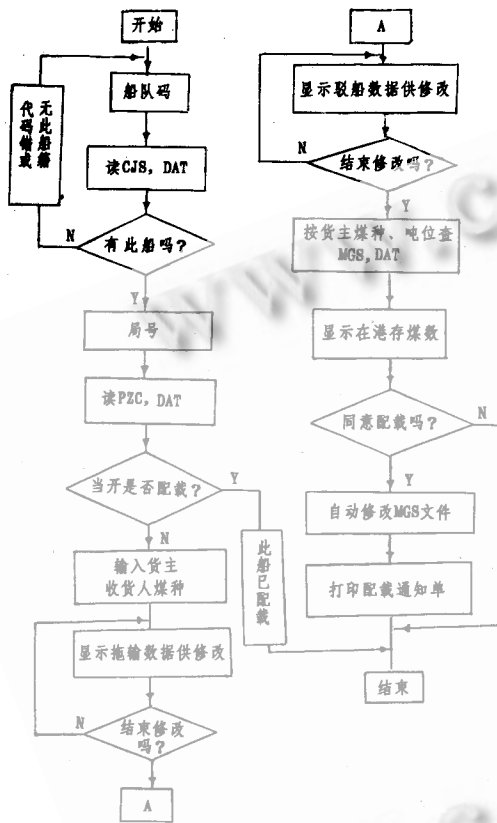 开始
船队码
无此船舶
代码错或
读CJS, DAT
有此船吗?
N
Y
局号
读PZC, DAT
当开是否配载?
Y
N
输入货主
收货人煤种
此船已配载
显示拖输数据供修改
N
结束修改
吗?
Y
A
A
显示驳船数据供修改
N
结束修改吗?
Y
按货主煤种、吨位查
MGS, DAT
显示在港存煤数
同意配载吗?
N
Y
自动修改MGS文件
打印配载通知单
结束